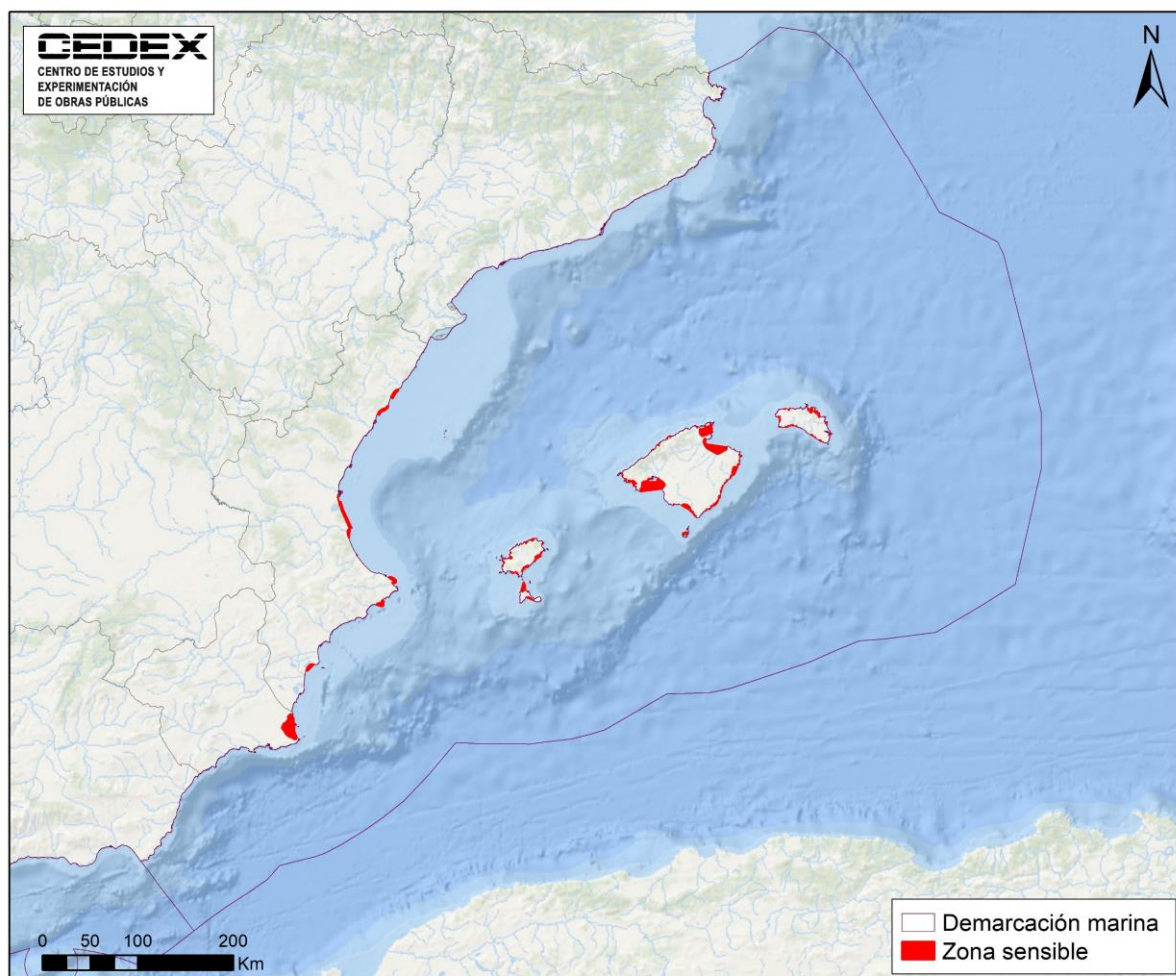 CEDEX
CENTRO DE ESTUDIOS Y
EXPERIMENTACIÓN
DE OBRAS PÚBLICAS
N
Demarcación marina
Zona sensible
0 50 100 200
Km